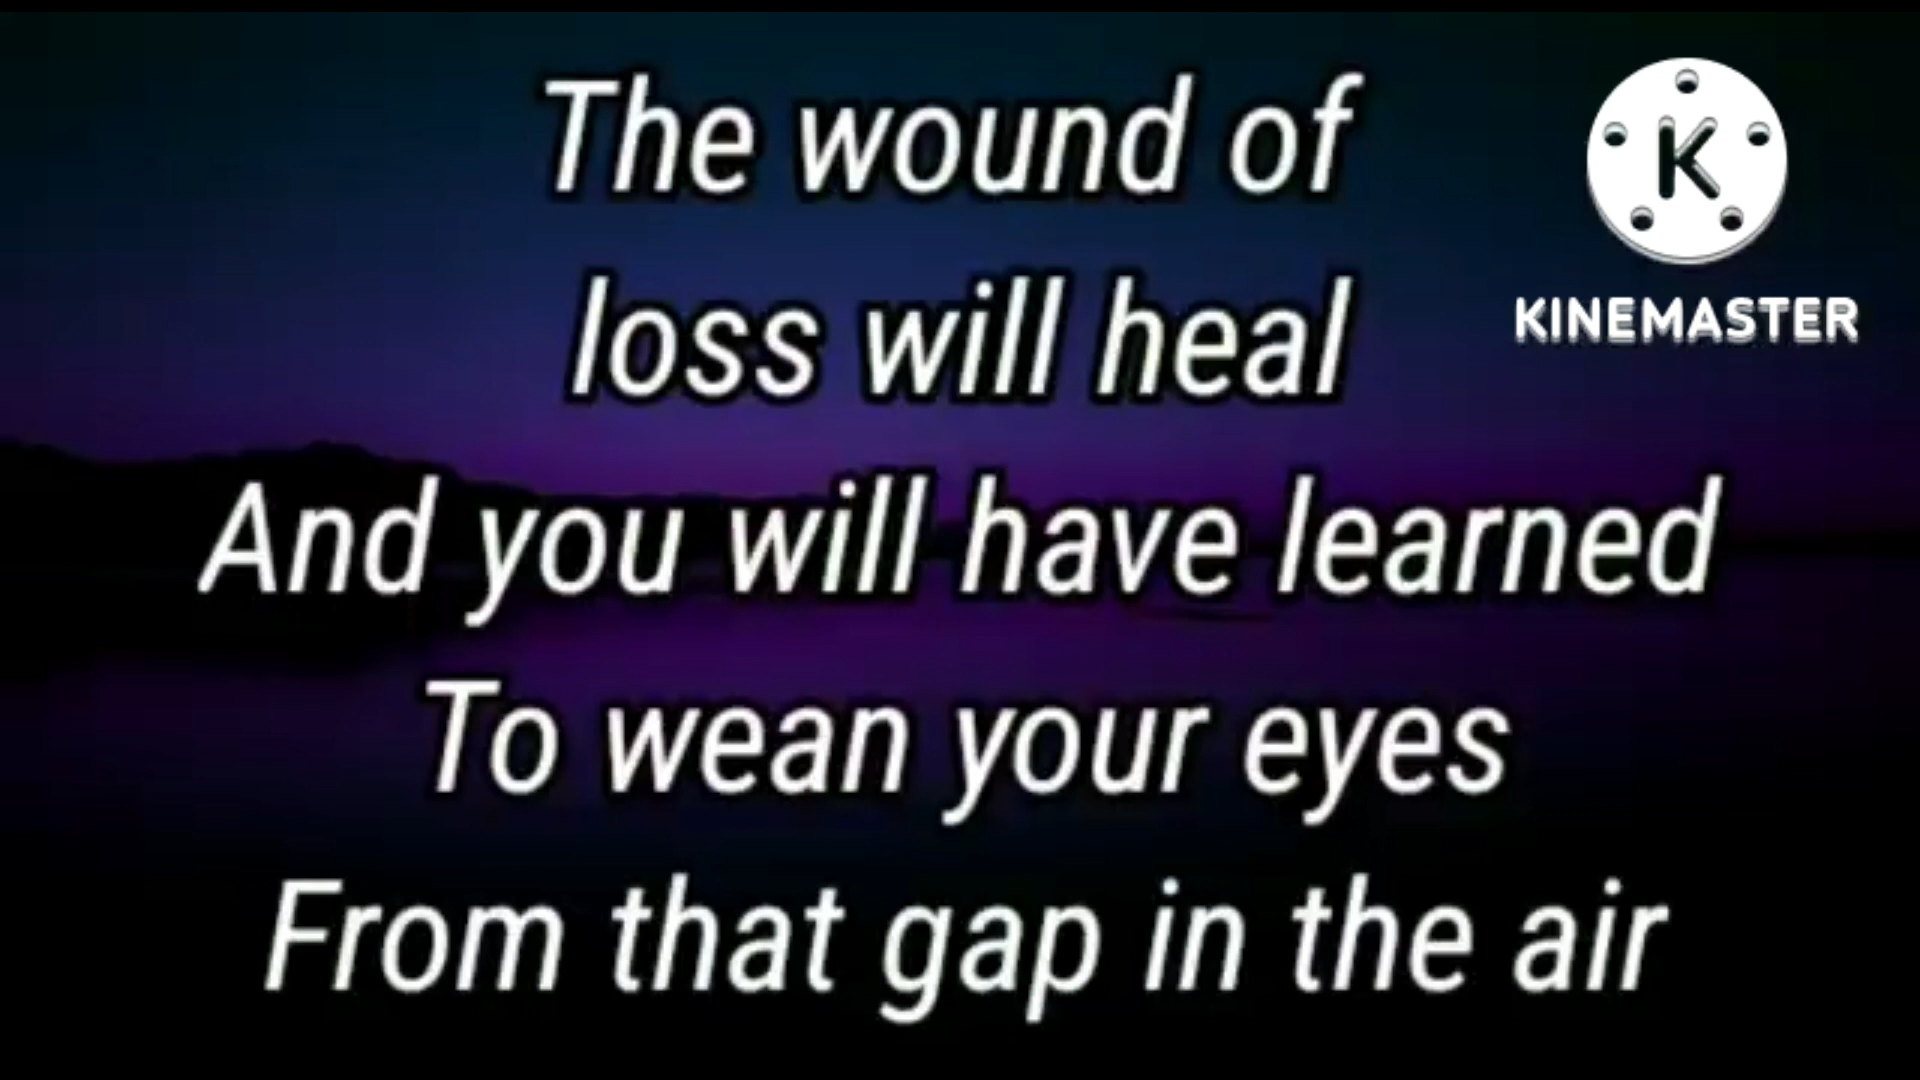 The wound of
K
KINEMASTER
loss will heal
And you will have learned
To wean your eyes
From that gap in the air